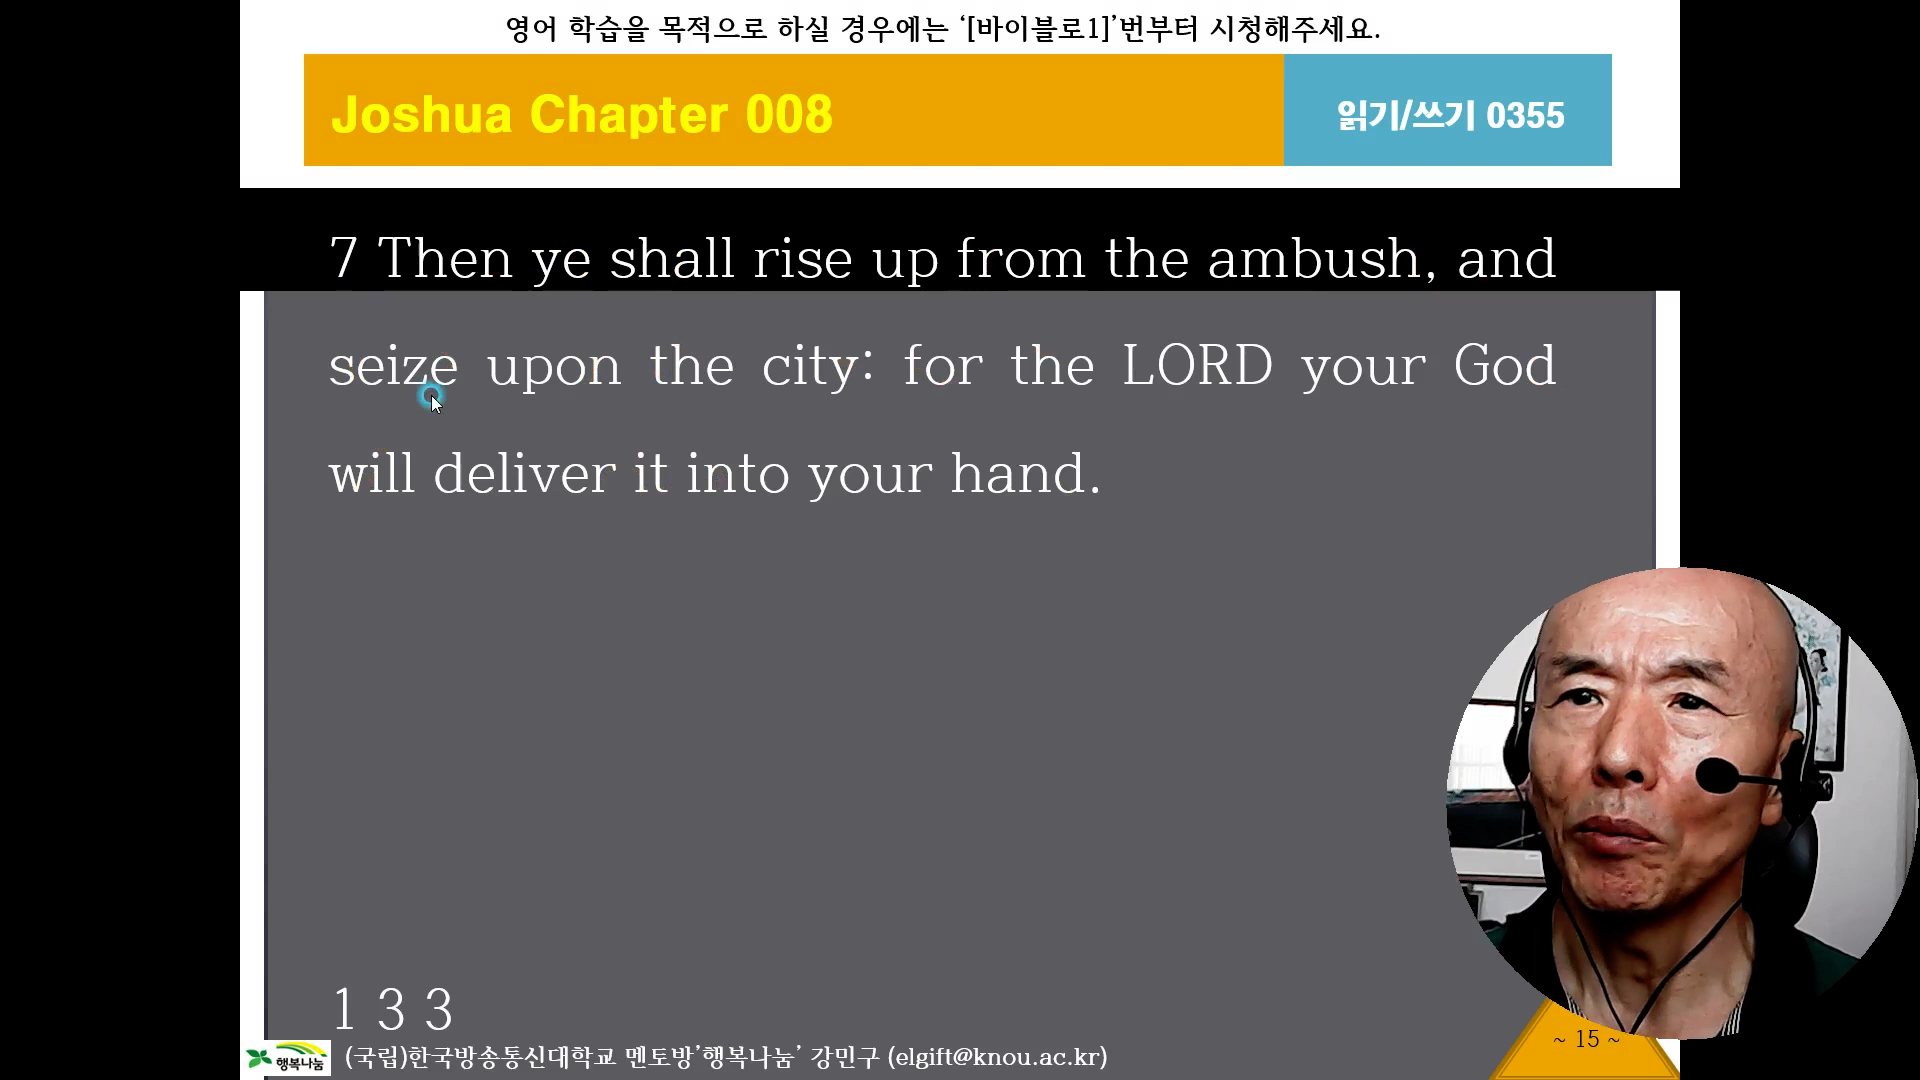 영어 학습을 목적으로 하실 경우에는 ‘[바이블로1]’번부터 시청해주세요.
Joshua Chapter 008
읽기/쓰기 0355
7 Then ye shall rise up from the ambush, and
seize upon the city: for the LORD your God
will deliver it into your hand.
1 3 3
행복나눔
(국립)한국방송통신대학교 멘토방’행복나눔’ 강민구 (elgift@knou.ac.kr)
~ 15 ~